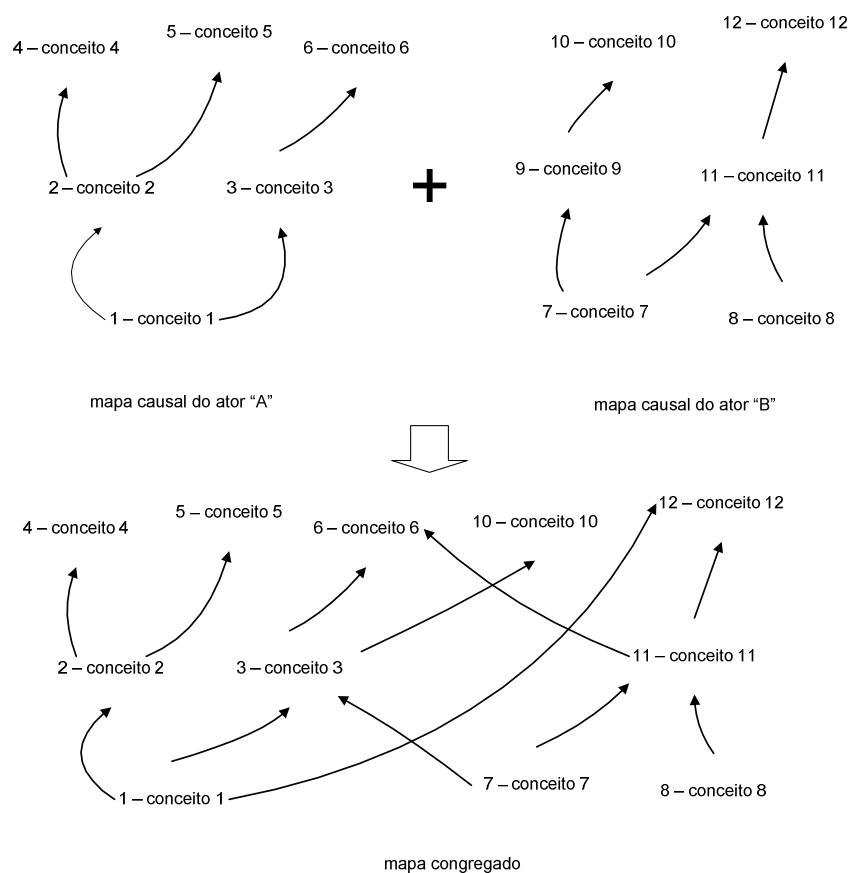 12 – conceito 12
5 – conceito 5
4 – conceito 4
6 – conceito 6
10 – conceito 10
2 – conceito 2
3 – conceito 3
+
9 – conceito 9
11 – conceito 11
1 – conceito 1
7 – conceito 7
8 – conceito 8
mapa causal do ator “A”
mapa causal do ator “B”
4 – conceito 4
5 – conceito 5
6 – conceito 6
10 – conceito 10
12 – conceito 12
2 – conceito 2
3 – conceito 3
11 – conceito 11
1 – conceito 1
7 – conceito 7
8 – conceito 8
mapa congregado